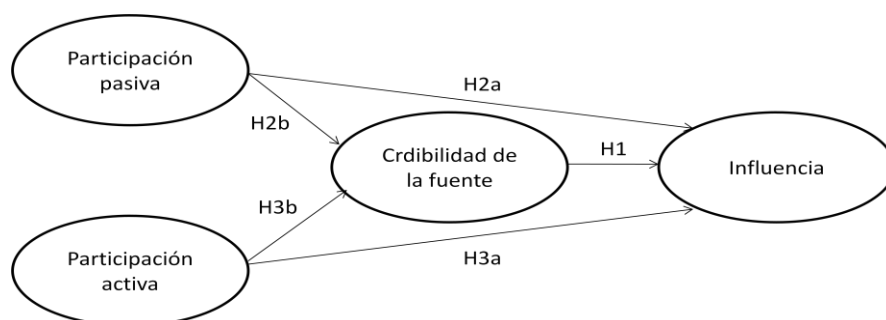 Participación
pasiva
H2a
H2b
Crdibilidad de
la fuente
H1
Influencia
H3b
Participación
activa
H3a